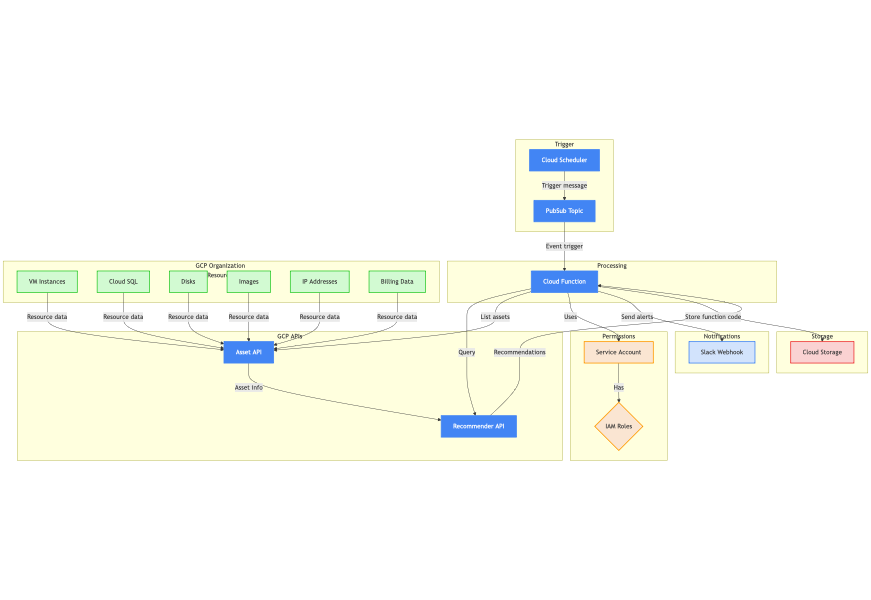 Trigger
Cloud Scheduler
Trigger message
PubSub Topic
Event trigger
GCP Organization
Resour
VM Instances
Cloud SQL
Disks
Images
IP Addresses
Billing Data
Processing
Cloud Function
Resource data
Resource data
Resource data
Resource data
Resource data
Resource data
List assets
Uses
Send alerts
Store function code
GCP APIs
Asset API
Query
Recommendations
Asset Info
Recommender API
Permissions
Service Account
Has
IAM Roles
Notifications
Slack Webhook
Storage
Cloud Storage